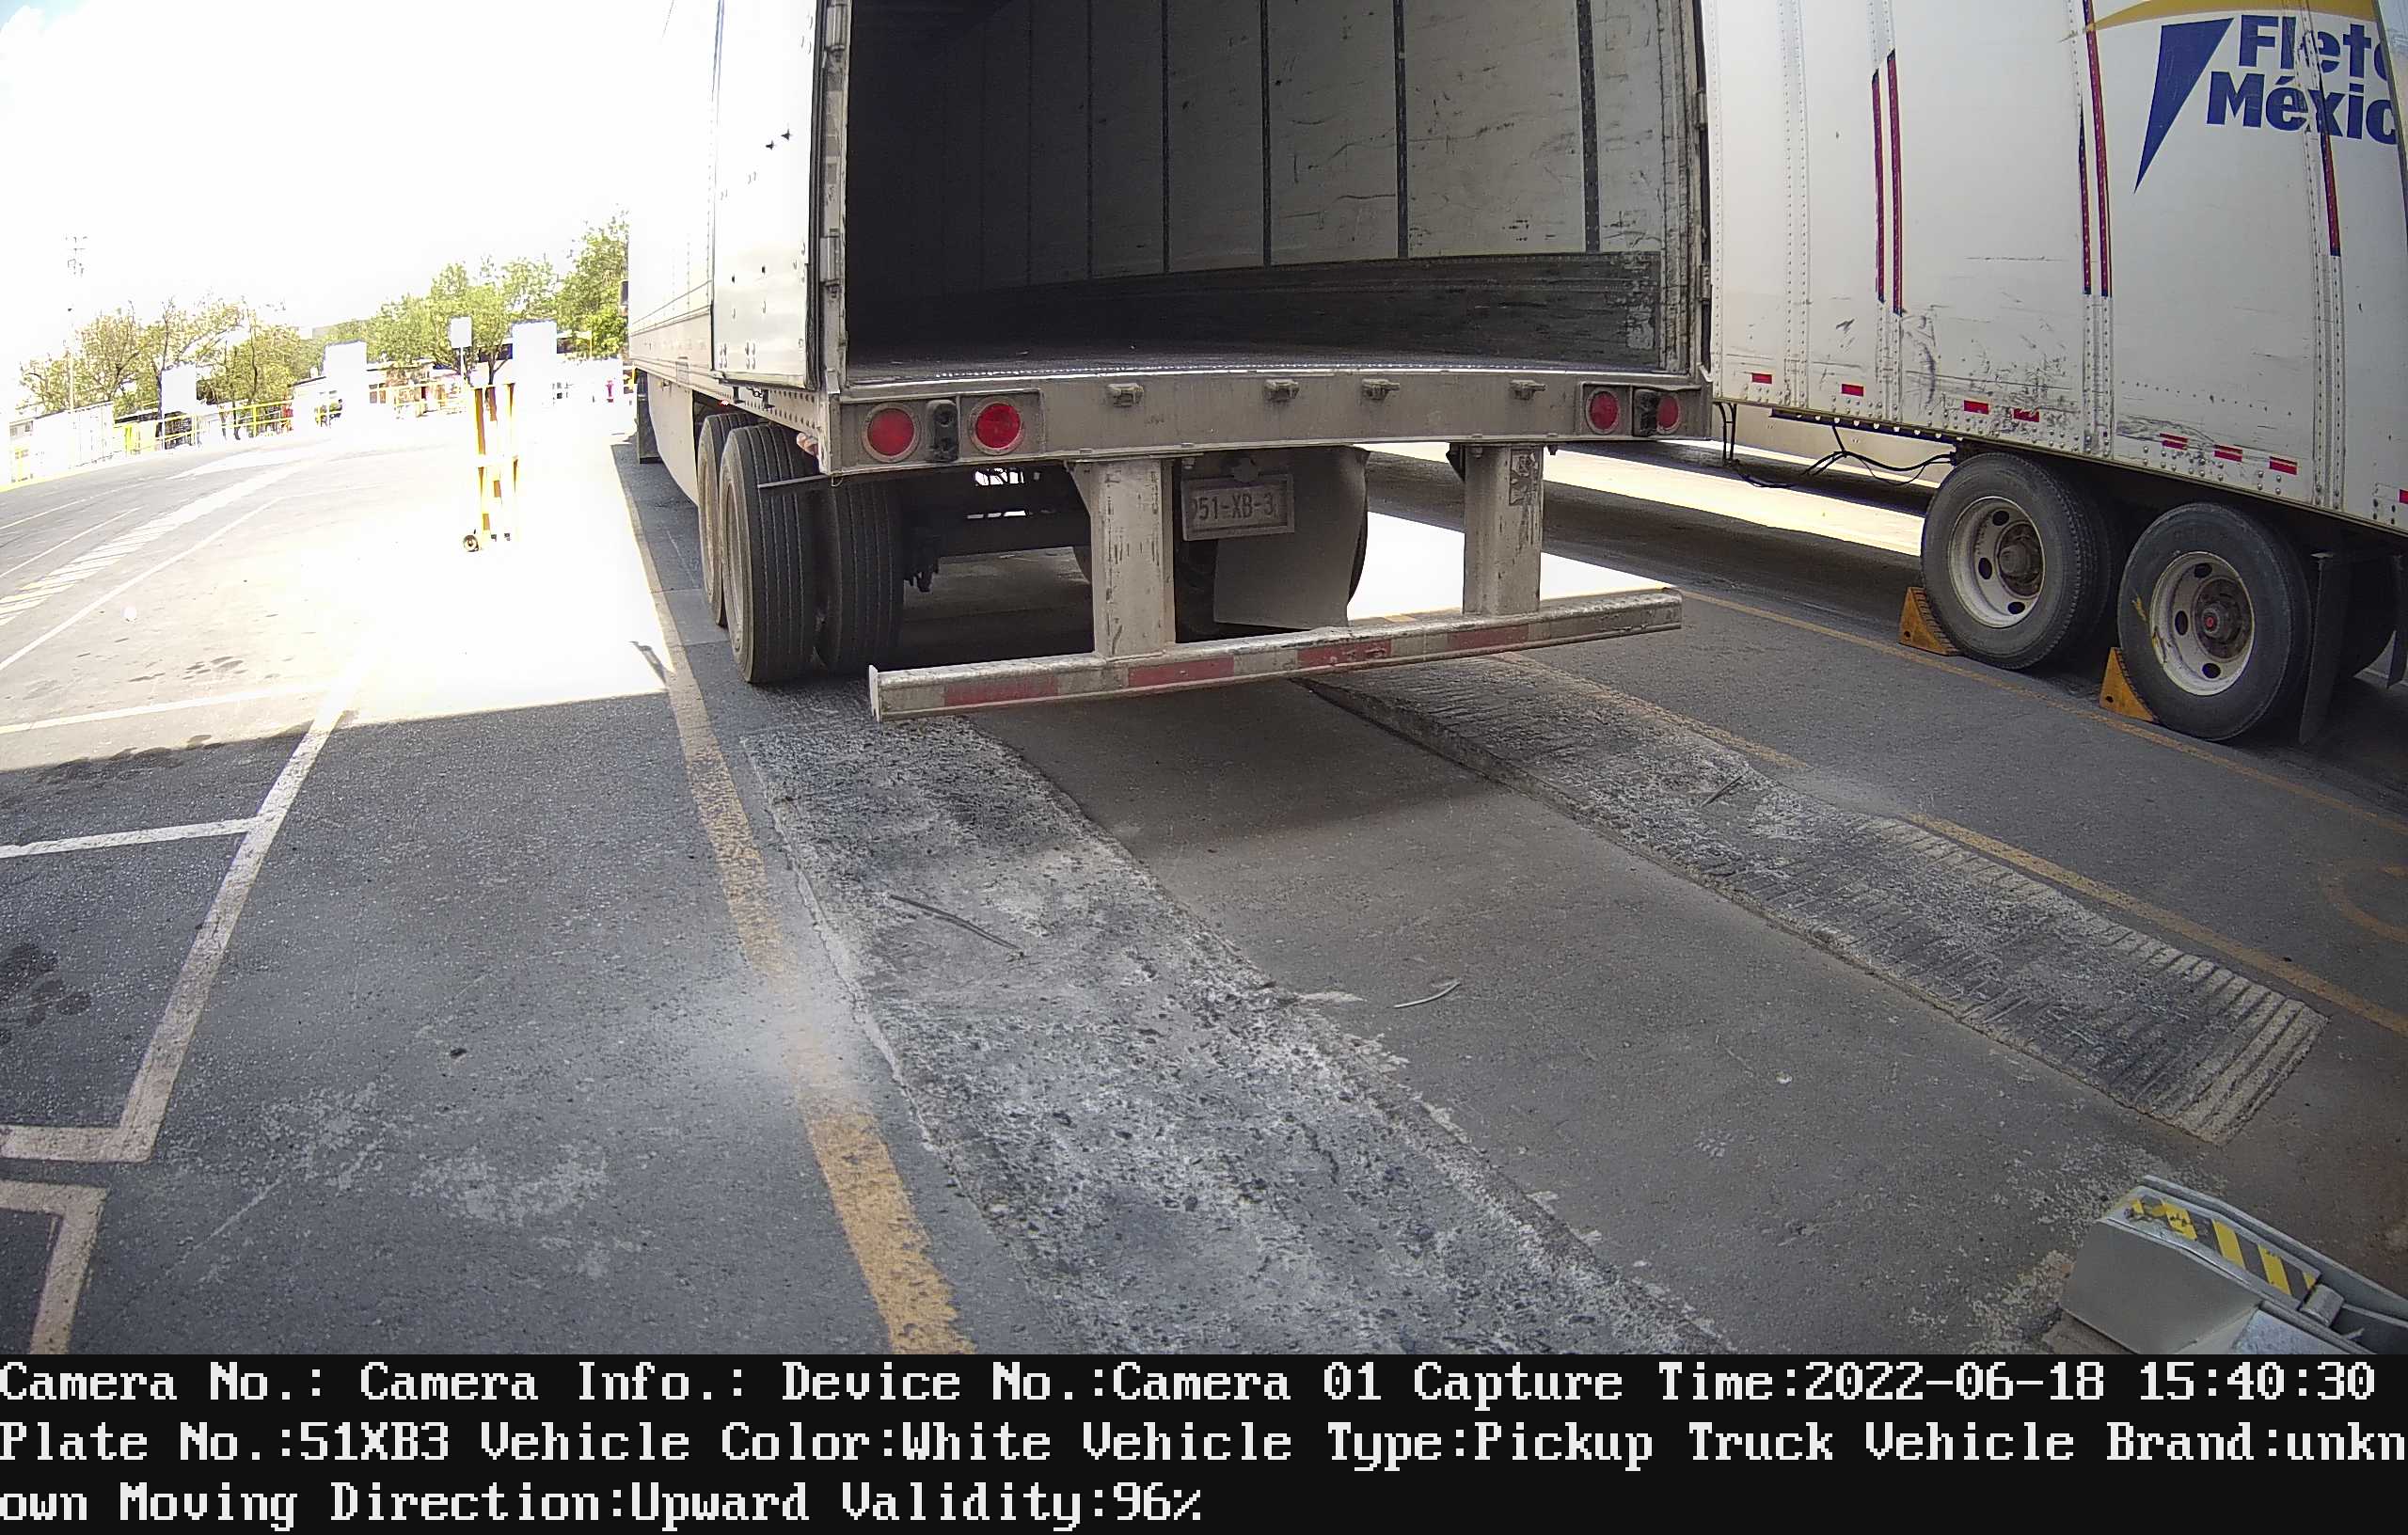 Flet
Méxic
51-XB-3
Camera No.: Camera Info.: Device No.:Camera 01 Capture Time:2022-06-18 15:40:30
Plate No.:51XB3 Vehicle Color:White Vehicle Type:Pickup Truck Vehicle Brand:unkn
own Moving Direction:Upward Validity:96%